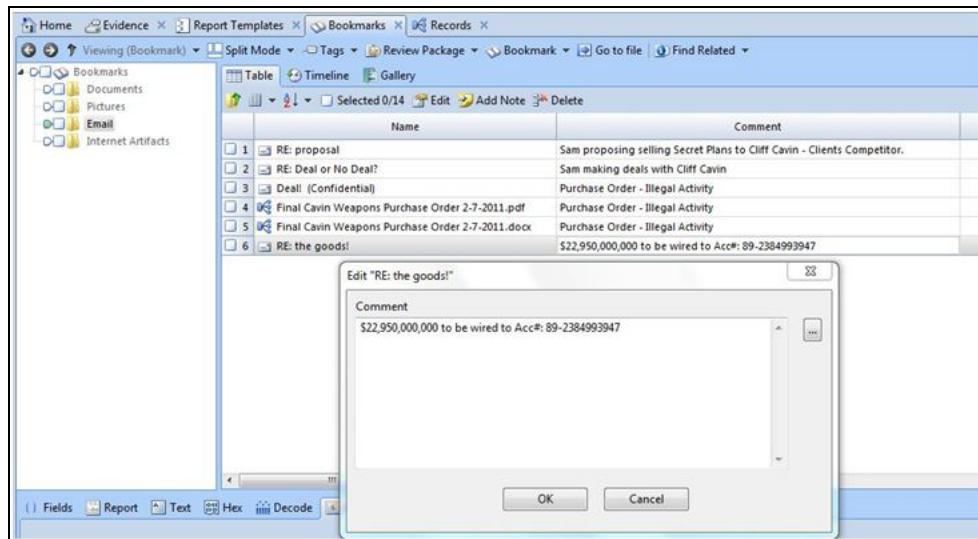 Home Evidence Report Templates Bookmarks Records
Viewing (Bookmark) Split Mode Tags Review Package Bookmark Go to file Find Related
Bookmarks
Documents
Pictures
Email
Internet Artifacts
Table Timeline Gallery
Selected 0/14 Edit Add Note Delete
Name Comment
1 RE: proposal Sam proposing selling Secret Plans to Cliff Cavin - Clients Competitor.
2 RE: Deal or No Deal? Sam making deals with Cliff Cavin
3 Deal! (Confidential) Purchase Order - Illegal Activity
4 Final Cavin Weapons Purchase Order 2-7-2011.pdf Purchase Order - Illegal Activity
5 Final Cavin Weapons Purchase Order 2-7-2011.docx Purchase Order - Illegal Activity
6 RE: the goods! $22,950,000,000 to be wired to Acc#: 89-2384993947
Edit "RE: the goods!"
Comment
$22,950,000,000 to be wired to Acc#: 89-2384993947
...
OK Cancel
Fields Report Text Hex Decode